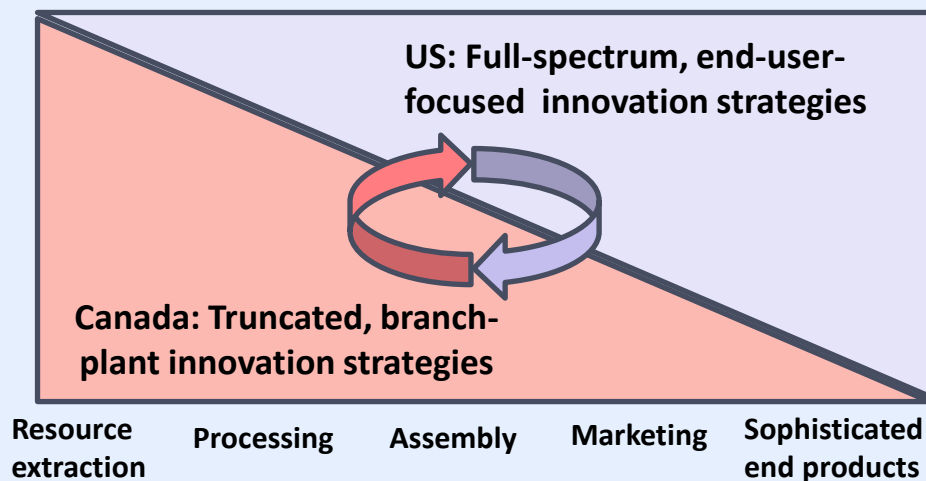 US: Full-spectrum, end-user-
focused innovation strategies
Canada: Truncated, branch-
plant innovation strategies
Resource
extraction
Processing
Assembly
Marketing
Sophisticated
end products